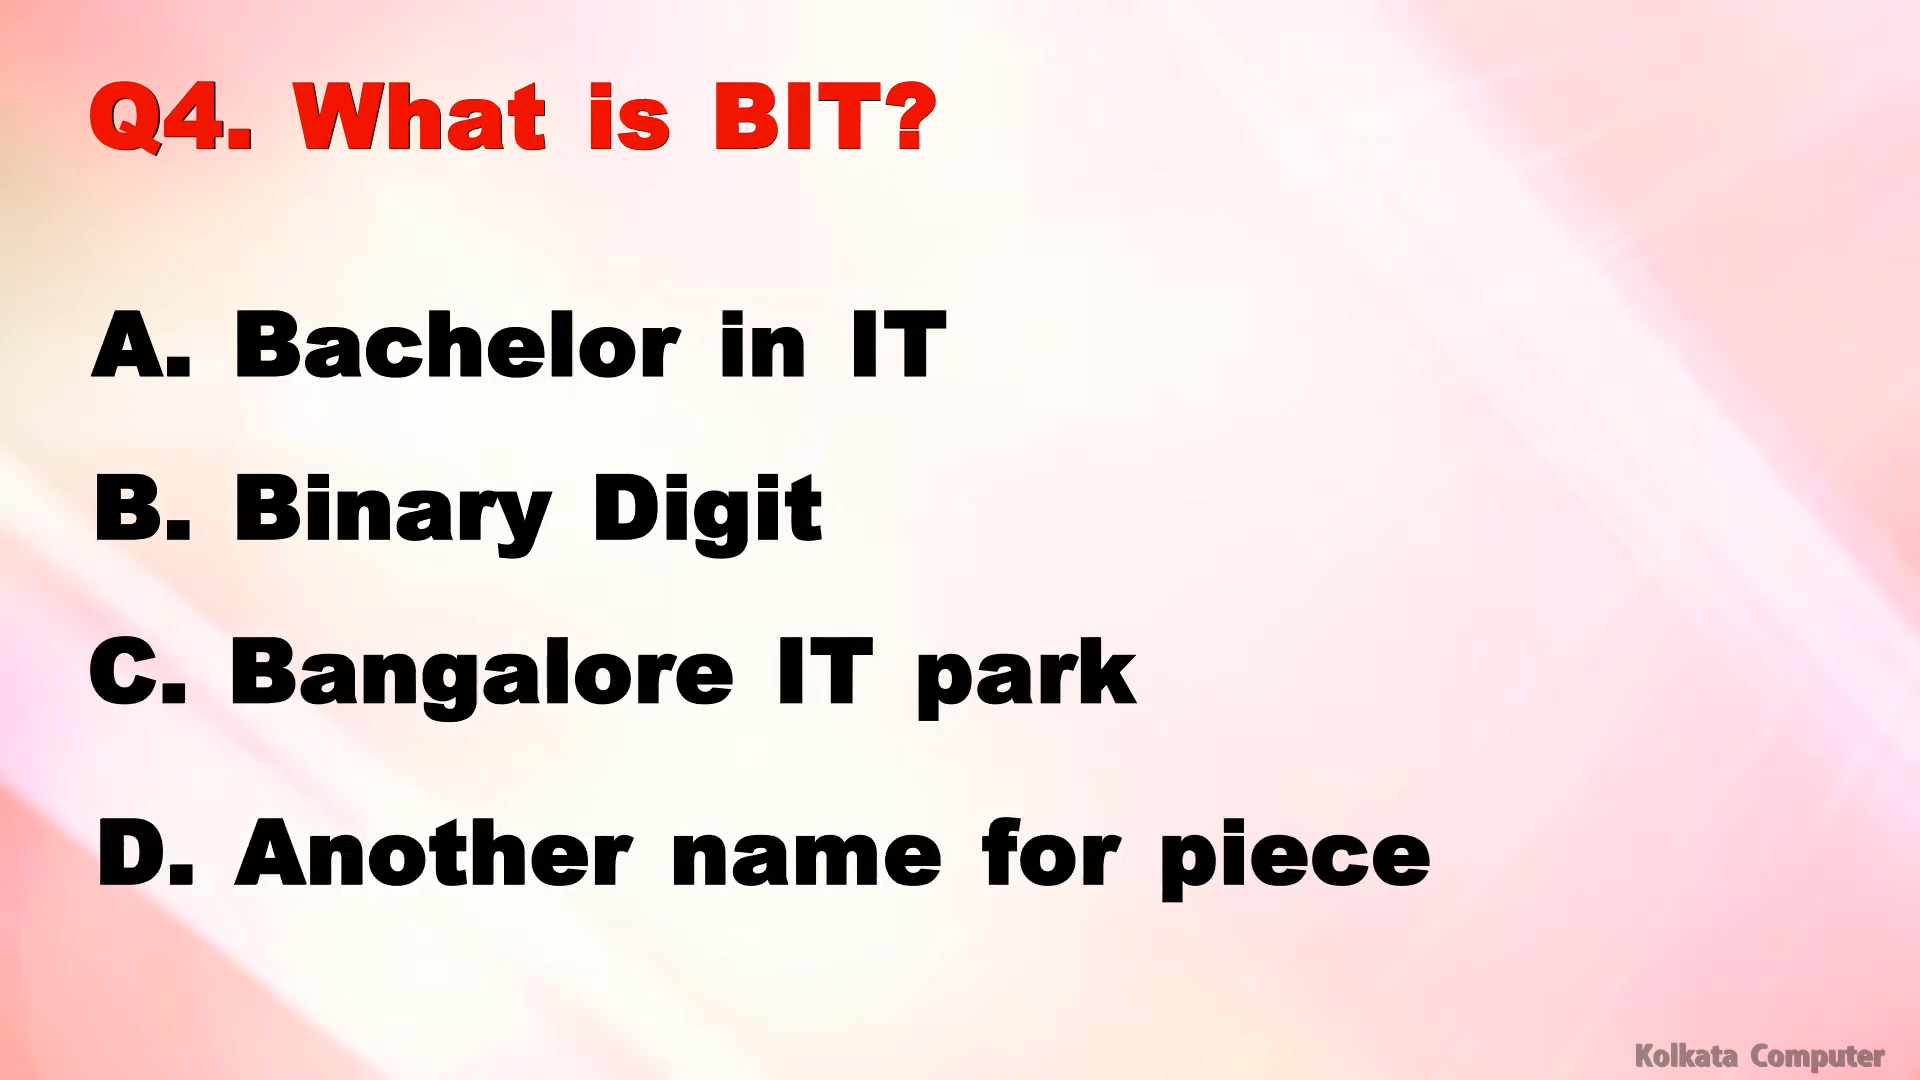 Q4. What is BIT?
A. Bachelor in IT
B. Binary Digit
C. Bangalore IT park
D. Another name for piece
Kolkata Computer